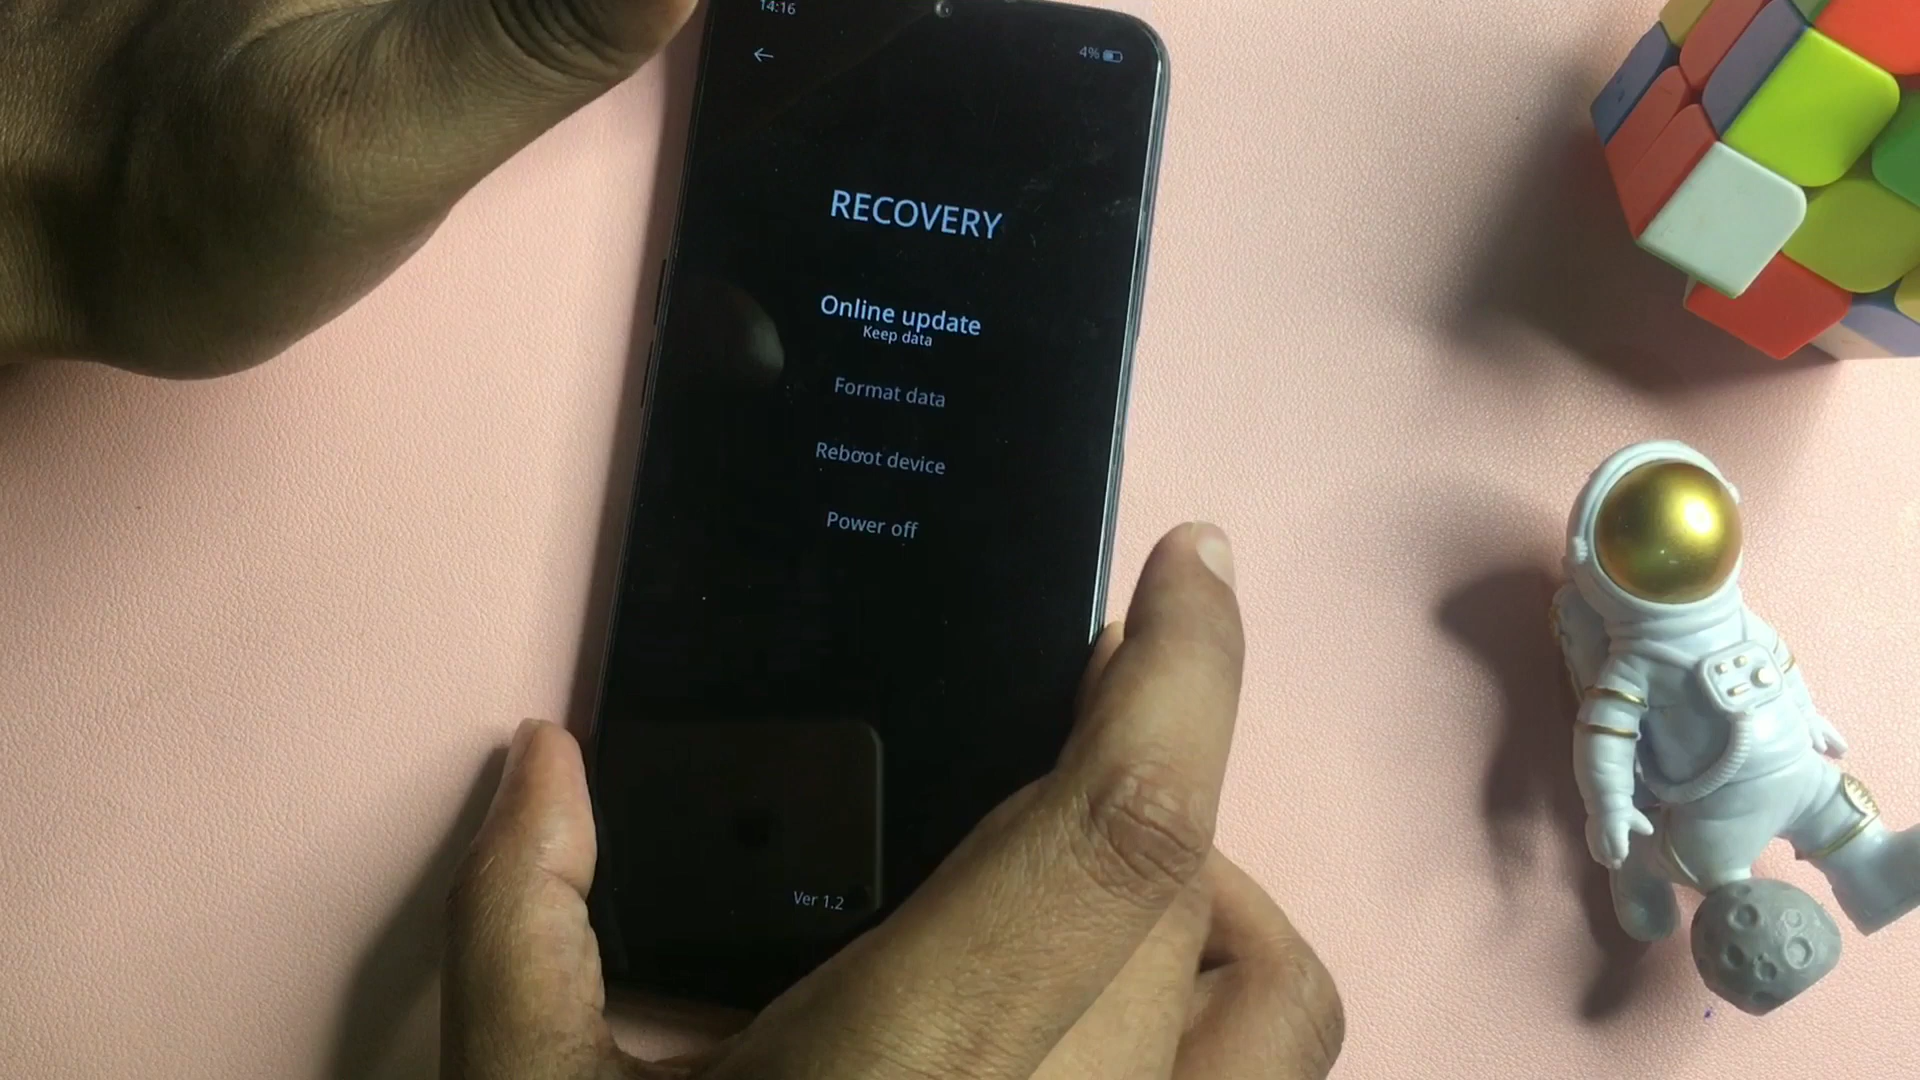 14:16
4%
RECOVERY
Online update
Keep data
Format data
Reboot device
Power off
Ver 1.2